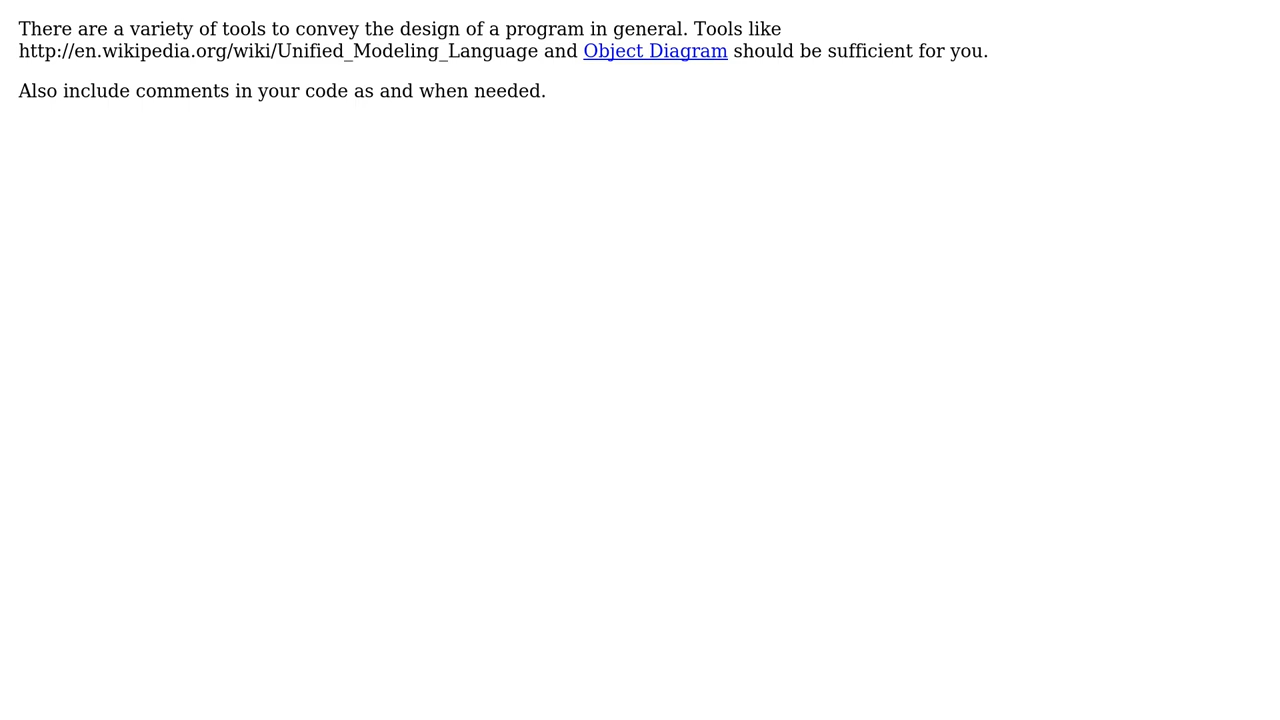 There are a variety of tools to convey the design of a program in general. Tools like
http://en.wikipedia.org/wiki/Unified_Modeling_Language and Object Diagram should be sufficient for you.
Also include comments in your code as and when needed.